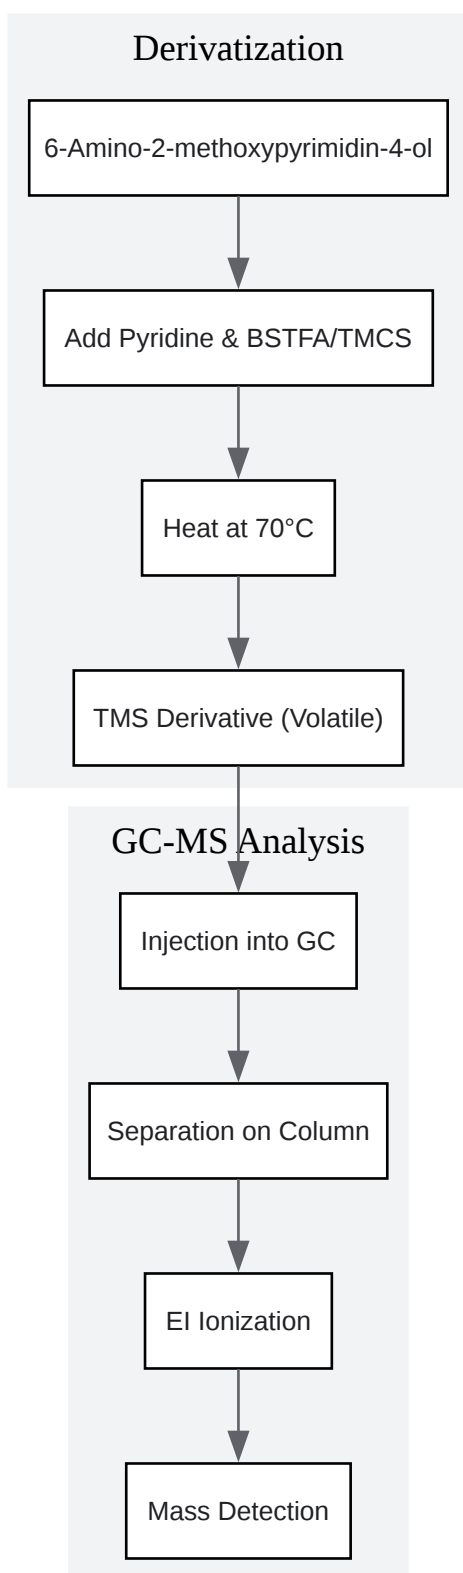 Derivatization
6-Amino-2-methoxypyrimidin-4-ol
Add Pyridine & BSTFA/TMCS
Heat at 70°C
TMS Derivative (Volatile)
GC-MS Analysis
Injection into GC
Separation on Column
EI Ionization
Mass Detection